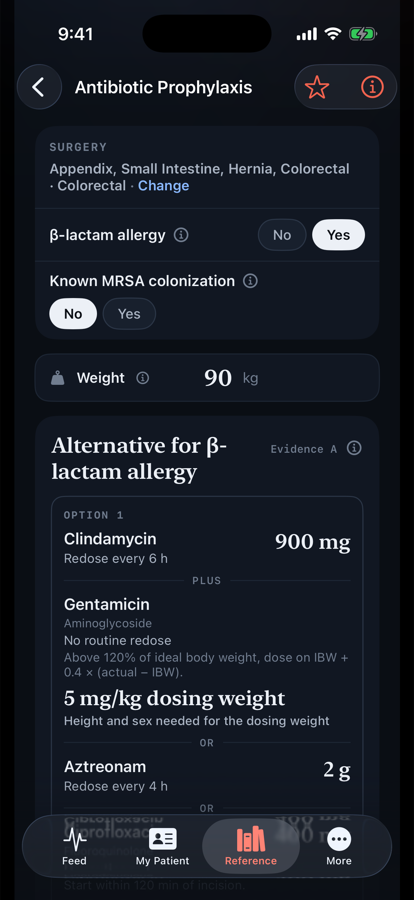 9:41
Antibiotic Prophylaxis
SURGERY
Appendix, Small Intestine, Hernia, Colorectal
· Colorectal · Change
β-lactam allergy
No
Yes
Known MRSA colonization
No
Yes
Weight
90 kg
Alternative for β-
lactam allergy
Evidence A
OPTION 1
Clindamycin
900 mg
Redose every 6 h
PLUS
Gentamicin
Aminoglycoside
No routine redose
Above 120% of ideal body weight, dose on IBW +
0.4 × (actual – IBW).
5 mg/kg dosing weight
Height and sex needed for the dosing weight
OR
Aztreonam
2 g
Redose every 4 h
OR
Ciprofloxacin
400 mg
Feed
My Patient
Reference
More
Start within 120 min of incision.